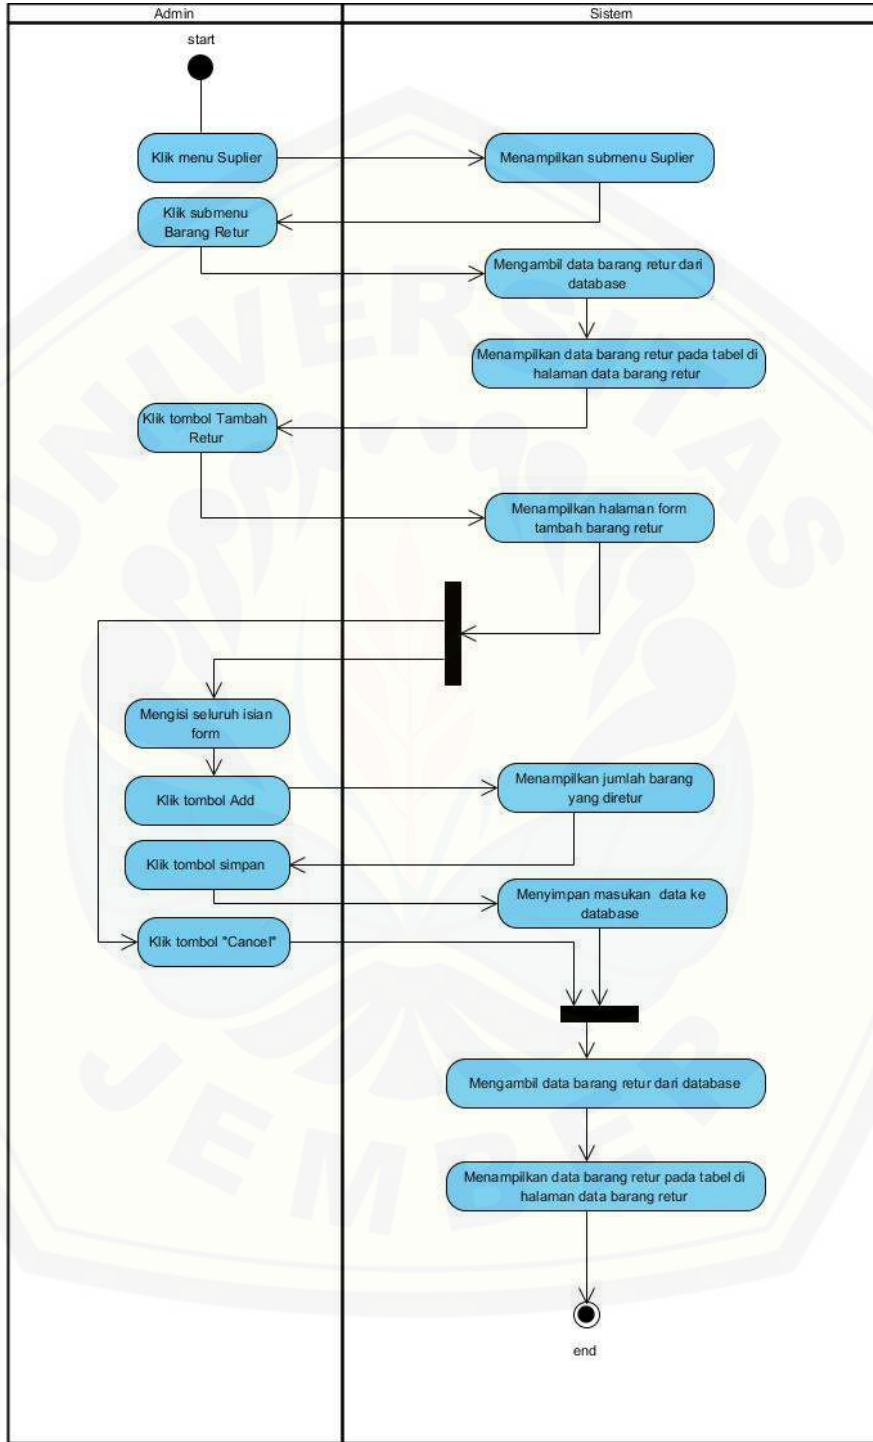 Admin
Sistem
start
Klik menu Suplier
Menampilkan submenu Suplier
Klik submenu
Barang Retur
Mengambil data barang retur dari
database
Menampilkan data barang retur pada tabel di
halaman data barang retur
Klik tombol Tambah
Retur
Menampilkan halaman form
tambah barang retur
Mengisi seluruh isian
form
Klik tombol Add
Menampilkan jumlah barang
yang diretur
Klik tombol simpan
Menyimpan masukan data ke
database
Klik tombol "Cancel"
Mengambil data barang retur dari database
Menampilkan data barang retur pada tabel di
halaman data barang retur
end
UNIVERSITAS
JEMBER